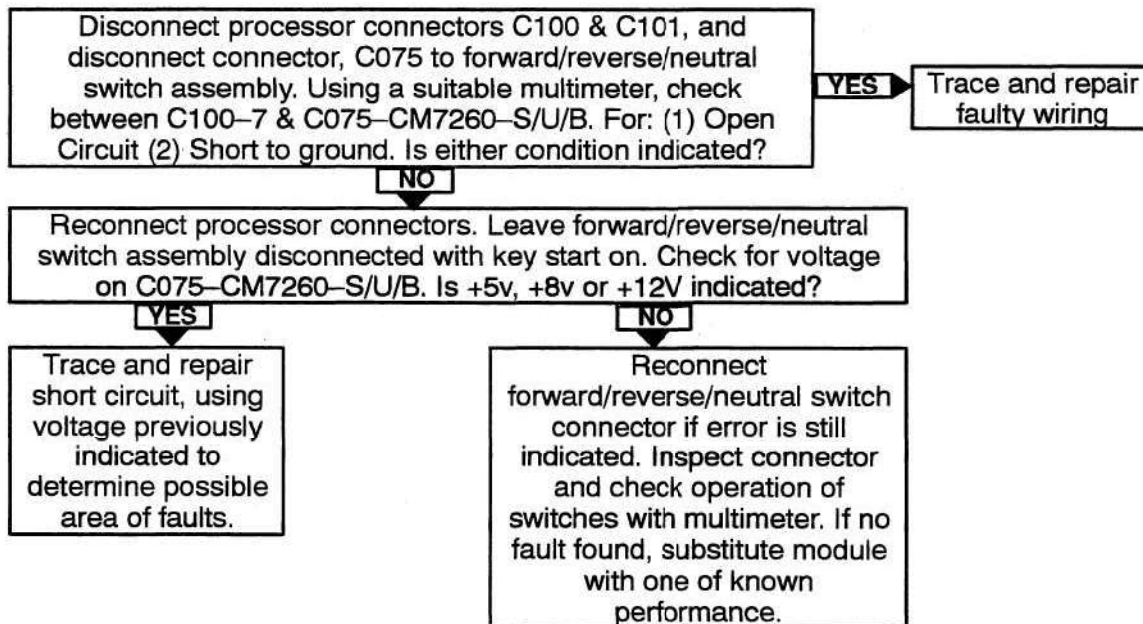 Disconnect processor connectors C100 & C101, and
disconnect connector, C075 to forward/reverse/neutral
switch assembly. Using a suitable multimeter, check
between C100–7 & C075–CM7260–S/U/B. For: (1) Open
Circuit (2) Short to ground. Is either condition indicated?
YES
Trace and repair
faulty wiring
NO
Reconnect processor connectors. Leave forward/reverse/neutral
switch assembly disconnected with key start on. Check for voltage
on C075–CM7260–S/U/B. Is +5v, +8v or +12V indicated?
YES
Trace and repair
short circuit, using
voltage previously
indicated to
determine possible
area of faults.
NO
Reconnect
forward/reverse/neutral switch
connector if error is still
indicated. Inspect connector
and check operation of
switches with multimeter. If no
fault found, substitute module
with one of known
performance.